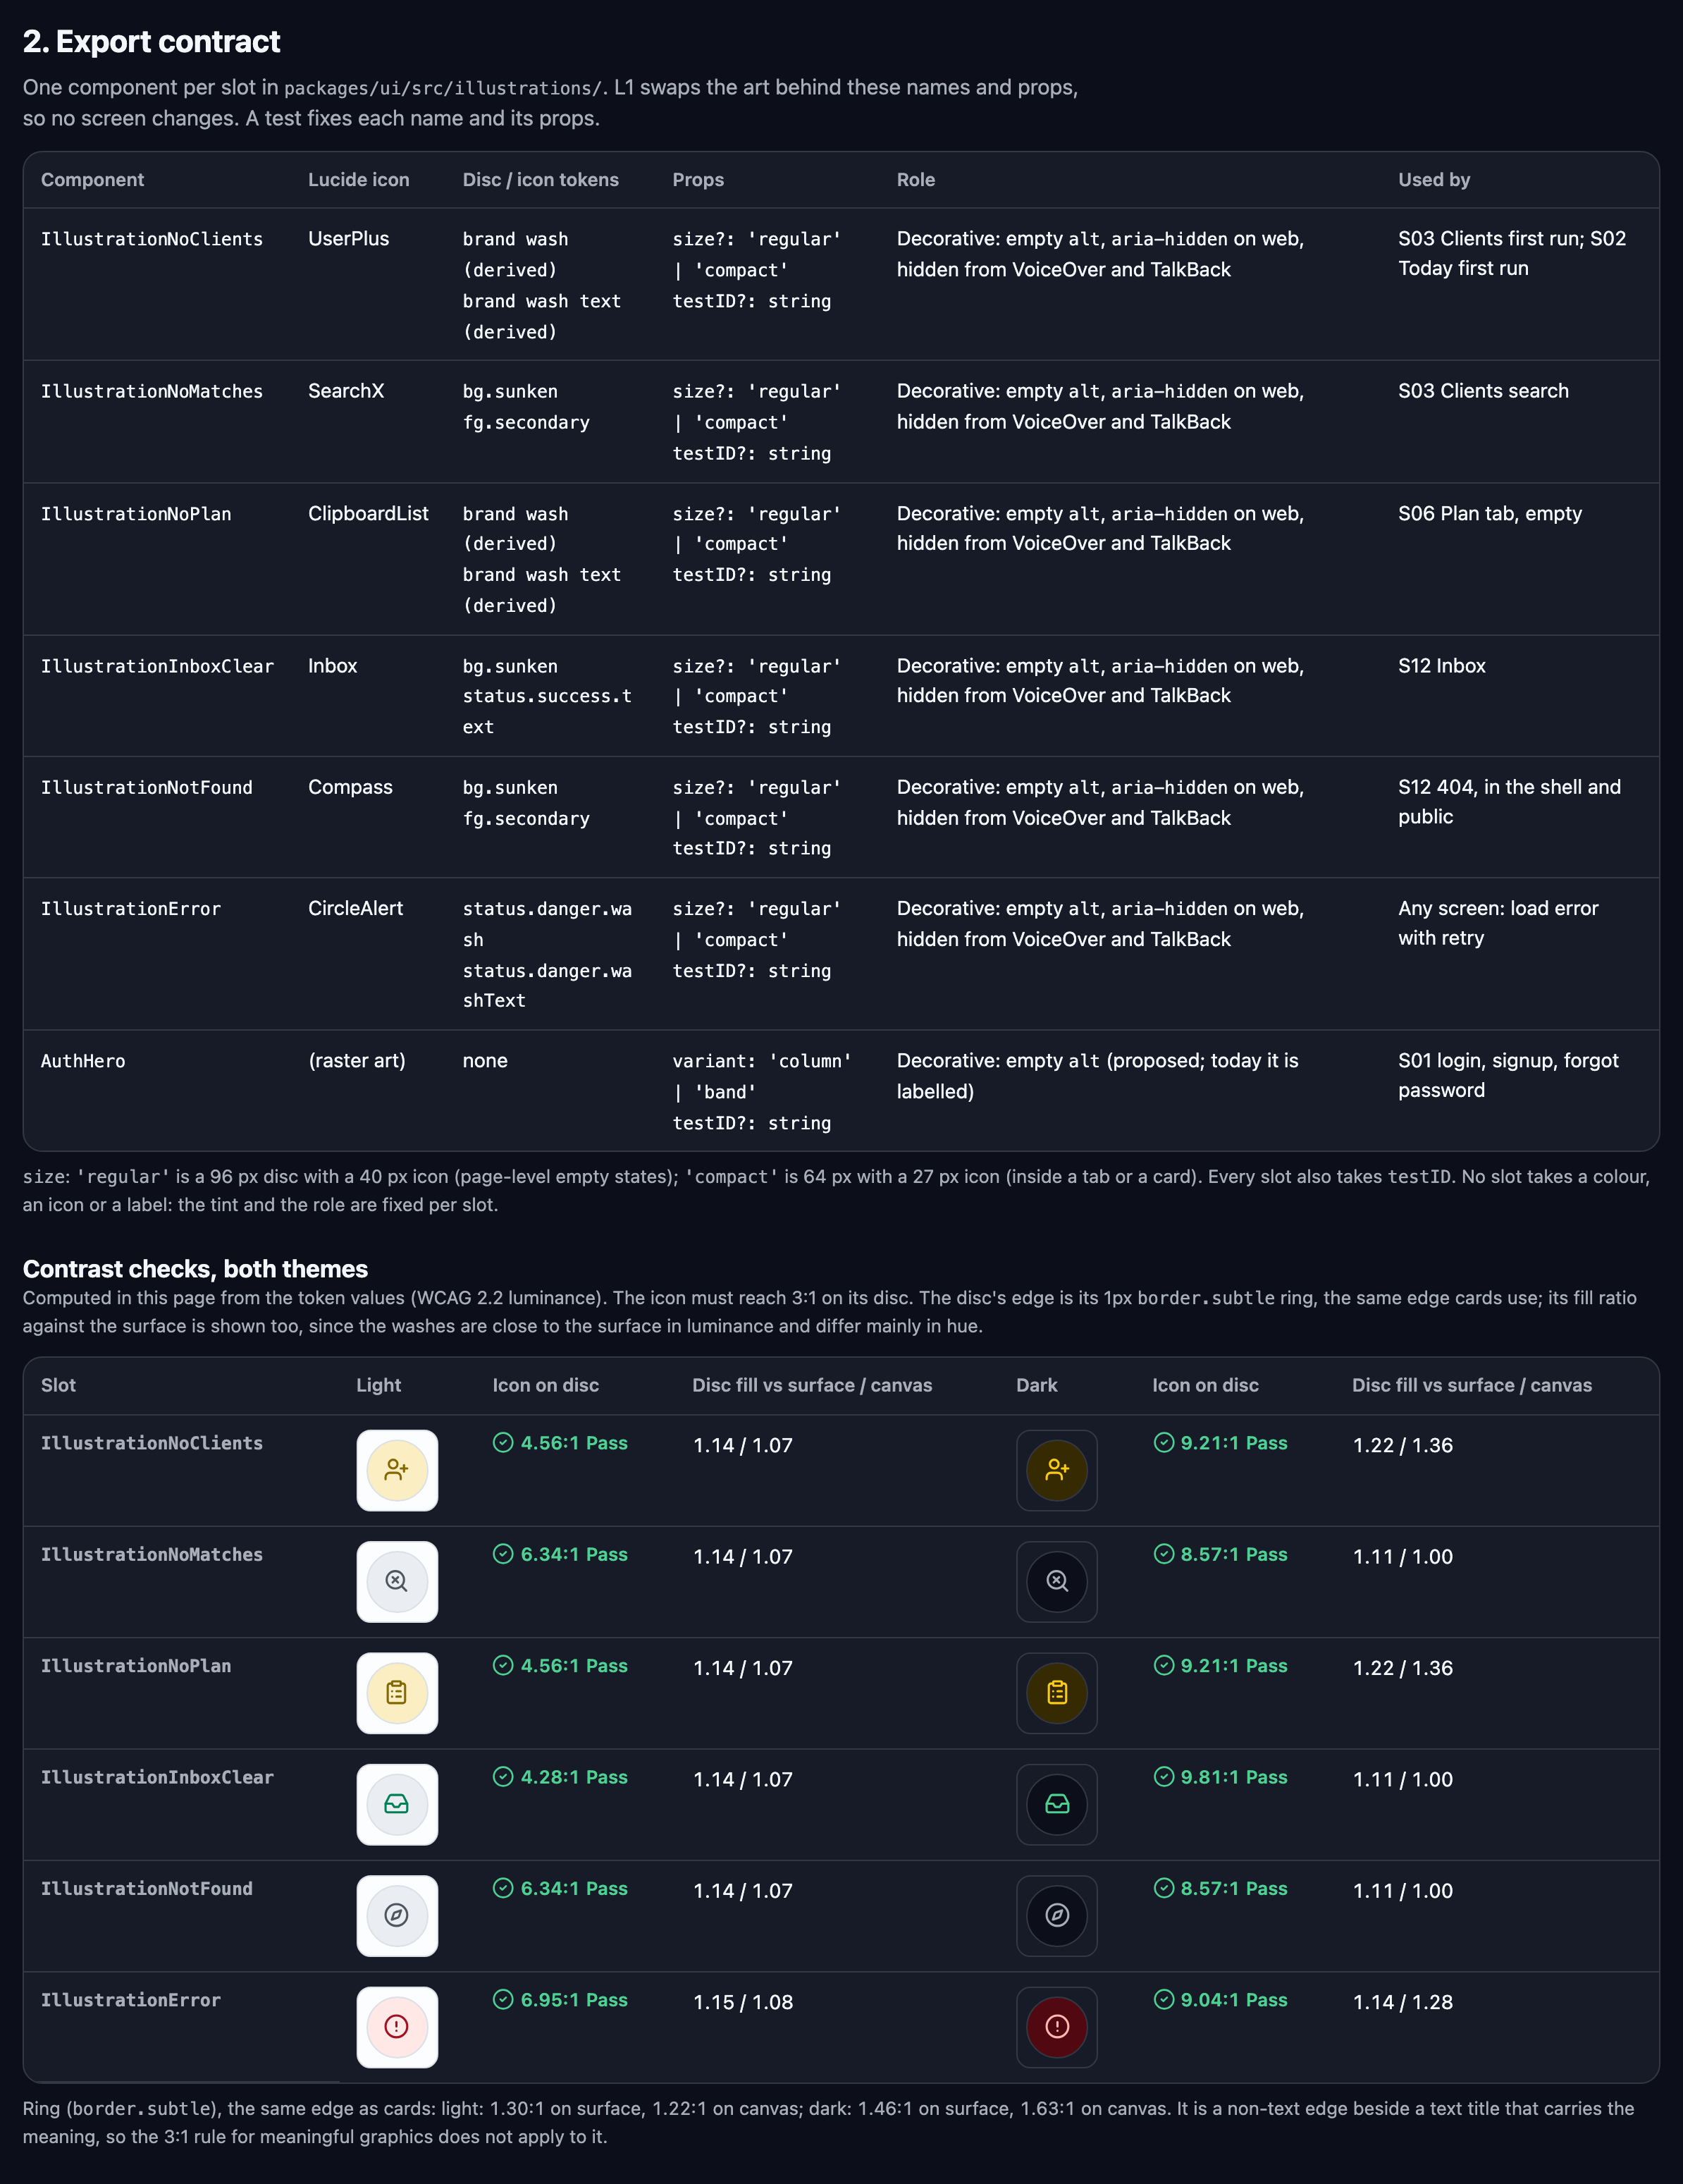 2. Export contract
One component per slot in packages/ui/src/illustrations/. L1 swaps the art behind these names and props,
so no screen changes. A test fixes each name and its props.
Component Lucide icon Disc / icon tokens Props Role Used by
IllustrationNoClients UserPlus brand wash size?: 'regular' Decorative: empty alt, aria-hidden on web, S03 Clients first run; S02
(derived) | 'compact' hidden from VoiceOver and TalkBack Today first run
brand wash text testID?: string
(derived)
IllustrationNoMatches SearchX bg.sunken size?: 'regular' Decorative: empty alt, aria-hidden on web, S03 Clients search
fg.secondary | 'compact' hidden from VoiceOver and TalkBack
testID?: string
IllustrationNoPlan ClipboardList brand wash size?: 'regular' Decorative: empty alt, aria-hidden on web, S06 Plan tab, empty
(derived) | 'compact' hidden from VoiceOver and TalkBack
brand wash text testID?: string
(derived)
IllustrationInboxClear Inbox bg.sunken size?: 'regular' Decorative: empty alt, aria-hidden on web, S12 Inbox
status.success.t | 'compact' hidden from VoiceOver and TalkBack
ext testID?: string
IllustrationNotFound Compass bg.sunken size?: 'regular' Decorative: empty alt, aria-hidden on web, S12 404, in the shell and
fg.secondary | 'compact' hidden from VoiceOver and TalkBack public
testID?: string
IllustrationError CircleAlert status.danger.wa size?: 'regular' Decorative: empty alt, aria-hidden on web, Any screen: load error
sh | 'compact' hidden from VoiceOver and TalkBack with retry
status.danger.wa testID?: string
shText
AuthHero (raster art) none variant: 'column' Decorative: empty alt (proposed; today it is S01 login, signup, forgot
| 'band' labelled) password
testID?: string
size: 'regular' is a 96 px disc with a 40 px icon (page-level empty states); 'compact' is 64 px with a 27 px icon (inside a tab or a card). Every slot also takes testID. No slot takes a colour,
an icon or a label: the tint and the role are fixed per slot.
Contrast checks, both themes
Computed in this page from the token values (WCAG 2.2 luminance). The icon must reach 3:1 on its disc. The disc's edge is its 1px border.subtle ring, the same edge cards use; its fill ratio
against the surface is shown too, since the washes are close to the surface in luminance and differ mainly in hue.
Slot Light Icon on disc Disc fill vs surface / canvas Dark Icon on disc Disc fill vs surface / canvas
IllustrationNoClients 4.56:1 Pass 1.14 / 1.07 9.21:1 Pass 1.22 / 1.36
IllustrationNoMatches 6.34:1 Pass 1.14 / 1.07 8.57:1 Pass 1.11 / 1.00
IllustrationNoPlan 4.56:1 Pass 1.14 / 1.07 9.21:1 Pass 1.22 / 1.36
IllustrationInboxClear 4.28:1 Pass 1.14 / 1.07 9.81:1 Pass 1.11 / 1.00
IllustrationNotFound 6.34:1 Pass 1.14 / 1.07 8.57:1 Pass 1.11 / 1.00
IllustrationError 6.95:1 Pass 1.15 / 1.08 9.04:1 Pass 1.14 / 1.28
Ring (border.subtle), the same edge as cards: light: 1.30:1 on surface, 1.22:1 on canvas; dark: 1.46:1 on surface, 1.63:1 on canvas. It is a non-text edge beside a text title that carries the
meaning, so the 3:1 rule for meaningful graphics does not apply to it.